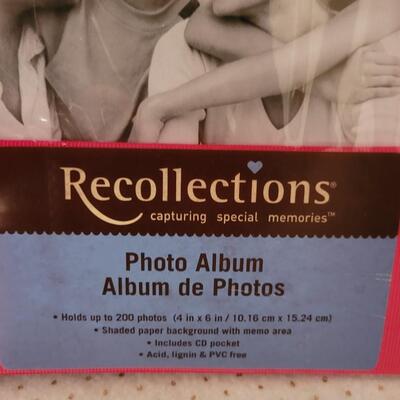 Recollections®
capturing special memories™
Photo Album
Album de Photos
• Holds up to 200 photos (4 in x 6 in / 10.16 cm x 15.24 cm)
• Shaded paper background with memo area
• Includes CD pocket
• Acid, lignin & PVC free